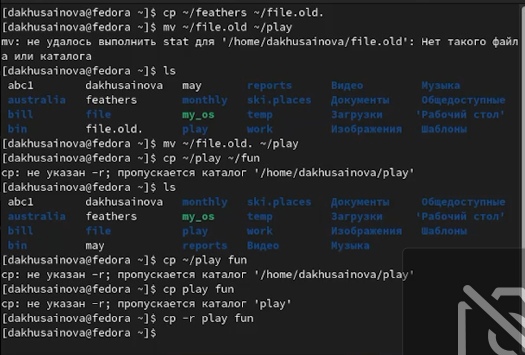 [dakhusainova@fedora ~]$ cp ~/feathers ~/file.old.
[dakhusainova@fedora ~]$ mv ~/file.old ~/play
mv: не удалось выполнить stat для '/home/dakhusainova/file.old': Нет такого файл
а или каталога
[dakhusainova@fedora ~]$ ls
abc1 dakhusainova may reports Видео Музыка
australia feathers monthly ski.places Документы Общедоступные
bill file my_os temp Загрузки 'Рабочий стол'
bin file.old. play work Изображения Шаблоны
[dakhusainova@fedora ~]$ mv ~/file.old. ~/play
[dakhusainova@fedora ~]$ cp ~/play ~/fun
cp: не указан -r; пропускается каталог '/home/dakhusainova/play'
[dakhusainova@fedora ~]$ ls
abc1 dakhusainova monthly ski.places Документы Общедоступные
australia feathers my_os temp Загрузки 'Рабочий стол'
bill file play work Изображения Шаблоны
bin may reports Видео Музыка
[dakhusainova@fedora ~]$ cp ~/play fun
cp: не указан -r; пропускается каталог '/home/dakhusainova/play'
[dakhusainova@fedora ~]$ cp play fun
cp: не указан -r; пропускается каталог 'play'
[dakhusainova@fedora ~]$ cp -r play fun
[dakhusainova@fedora ~]$